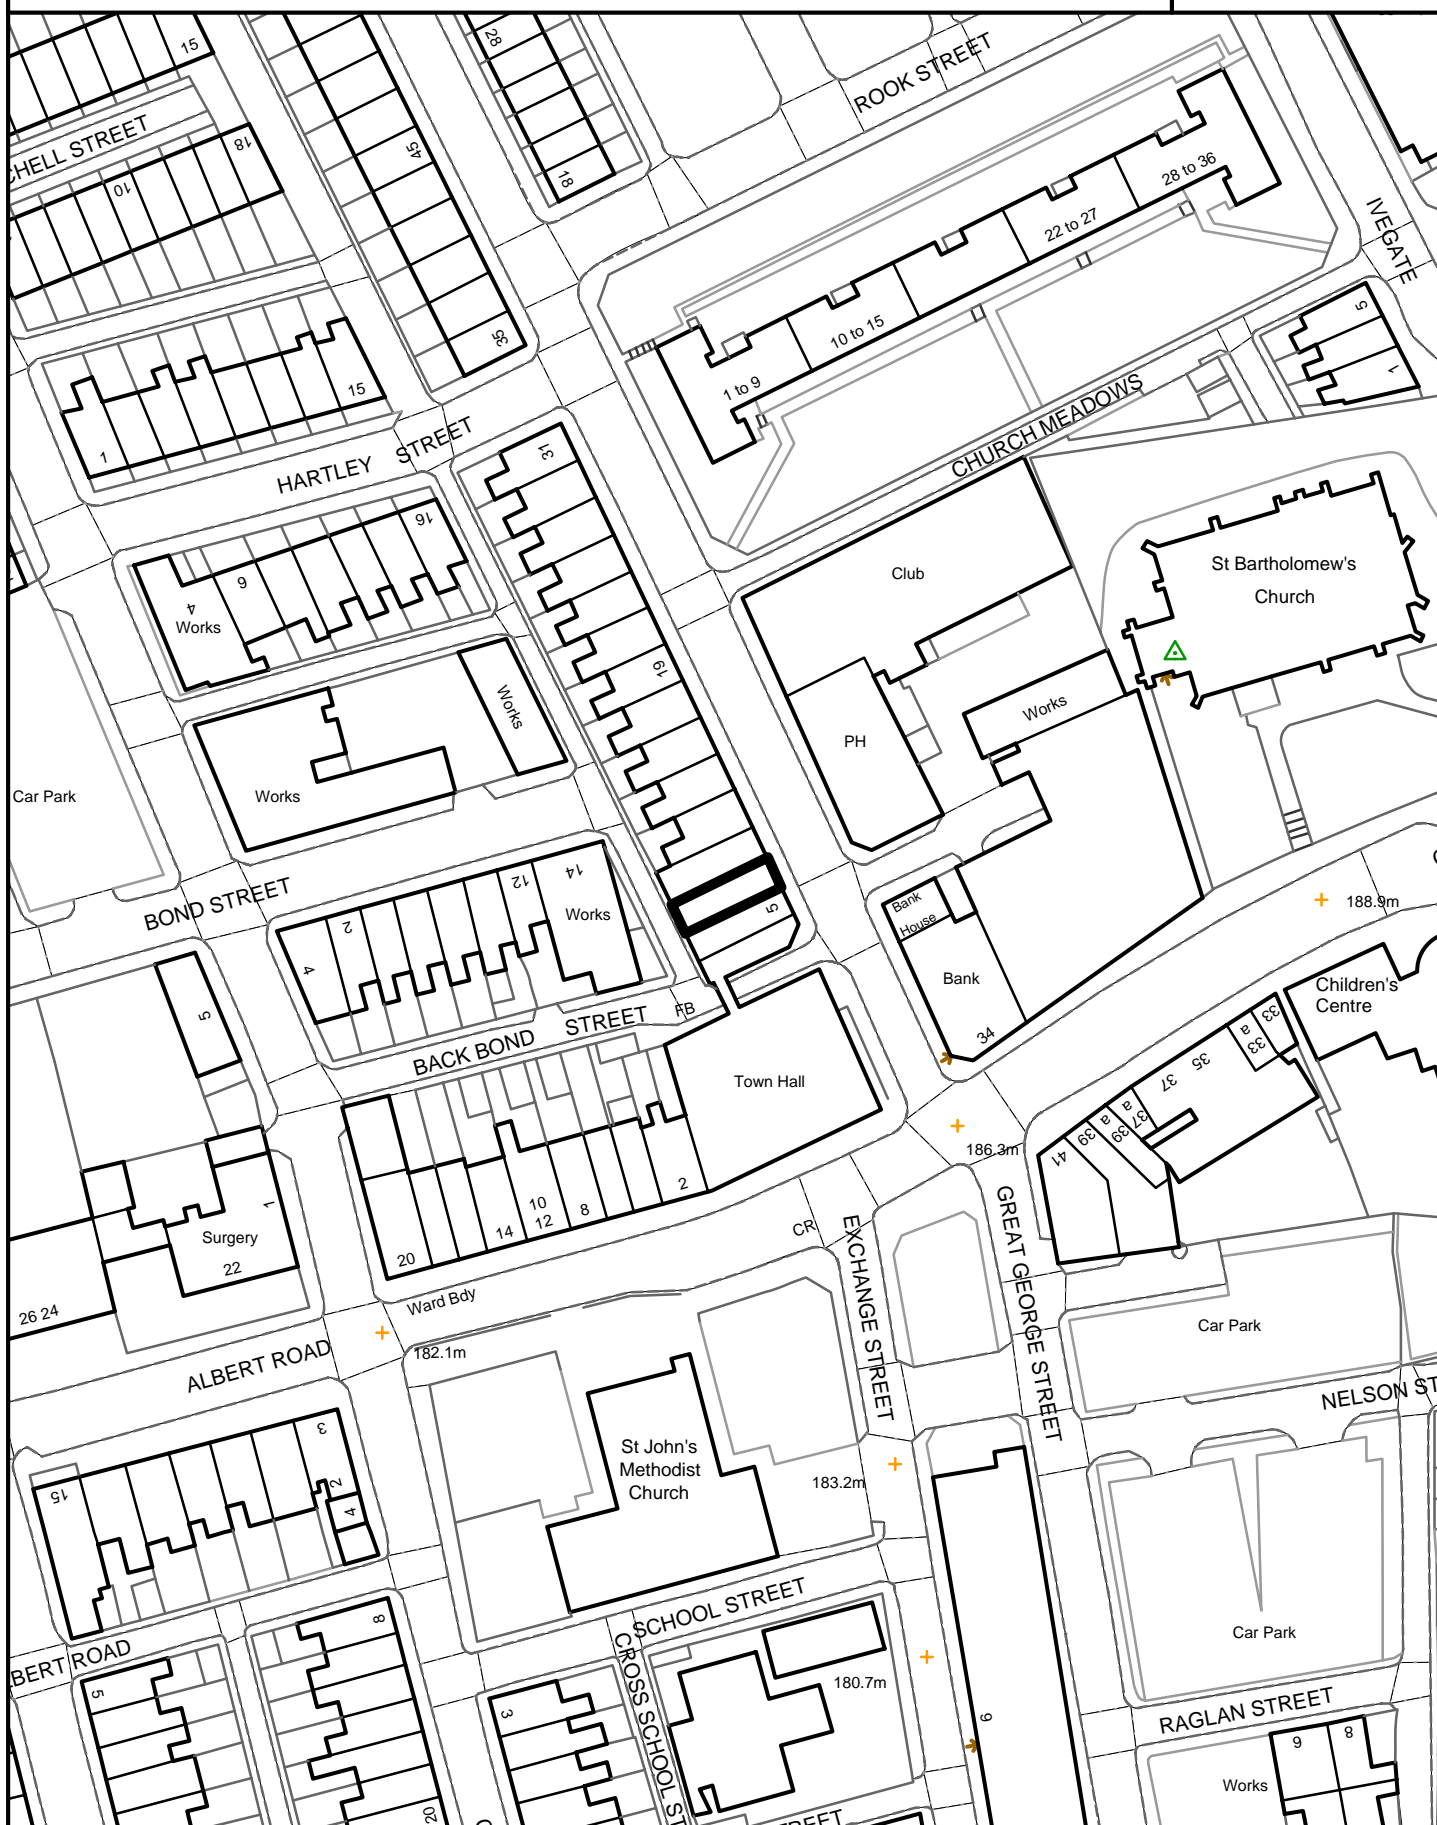 15
28
ROOK STREET
CHELL STREET
18
10
45
18
28 to 36
22 to 27
IVEGATE
10 to 15
5
35
1 to 9
1
15
CHURCH MEADOWS
1
HARTLEY STREET
31
16
Club
St Bartholomew's
Church
6
4
Works
19
Works
Works
PH
Car Park
Works
BOND STREET
12
14
Works
2
4
Bank
House
5
188.9m
Bank
Children's
Centre
5
FB
BACK BOND STREET
34
33
33
a
35
37
Town Hall
37
a
39
a
39
41
186.3m
2
10
12
8
14
20
1
Surgery
22
CR
EXCHANGE STREET
GREAT GEORGE STREET
26 24
Ward Bdy
Car Park
182.1m
ALBERT ROAD
NELSON ST
3
St John's
Methodist
Church
183.2m
15
2
4
SCHOOL STREET
8
Car Park
LBERT ROAD
CROSS SCHOOL ST
180.7m
5
3
9
RAGLAN STREET
6
8
Works
20
REET